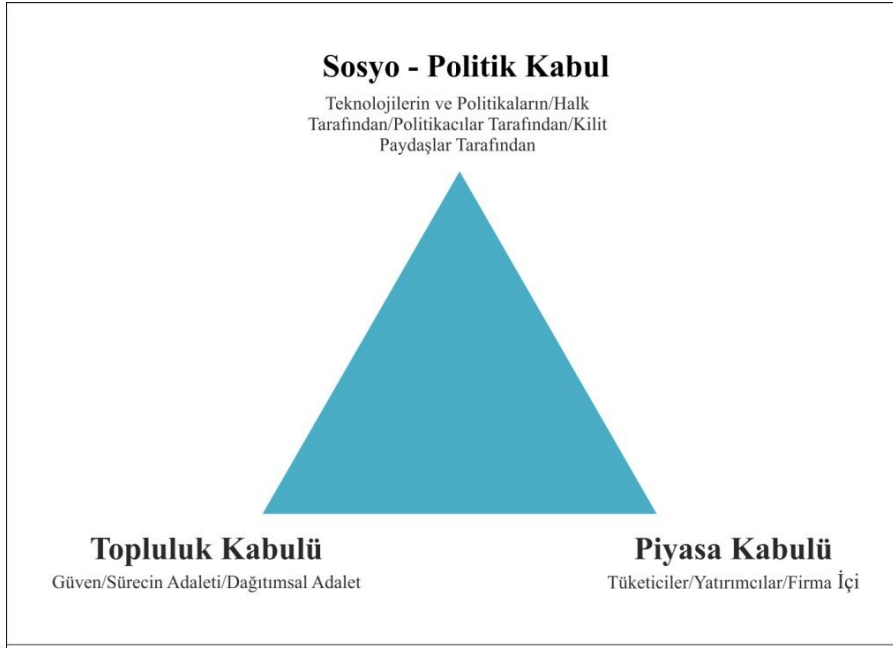 Sosyo - Politik Kabul
Teknolojilerin ve Politikaların/Halk
Tarafından/Politikacılar Tarafından/Kilit
Paydaşlar Tarafından
Topluluk Kabulü
Güven/Sürecin Adaleti/Dağıtımsal Adalet
Piyasa Kabulü
Tüketiciler/Yatırımcılar/Firma İçi